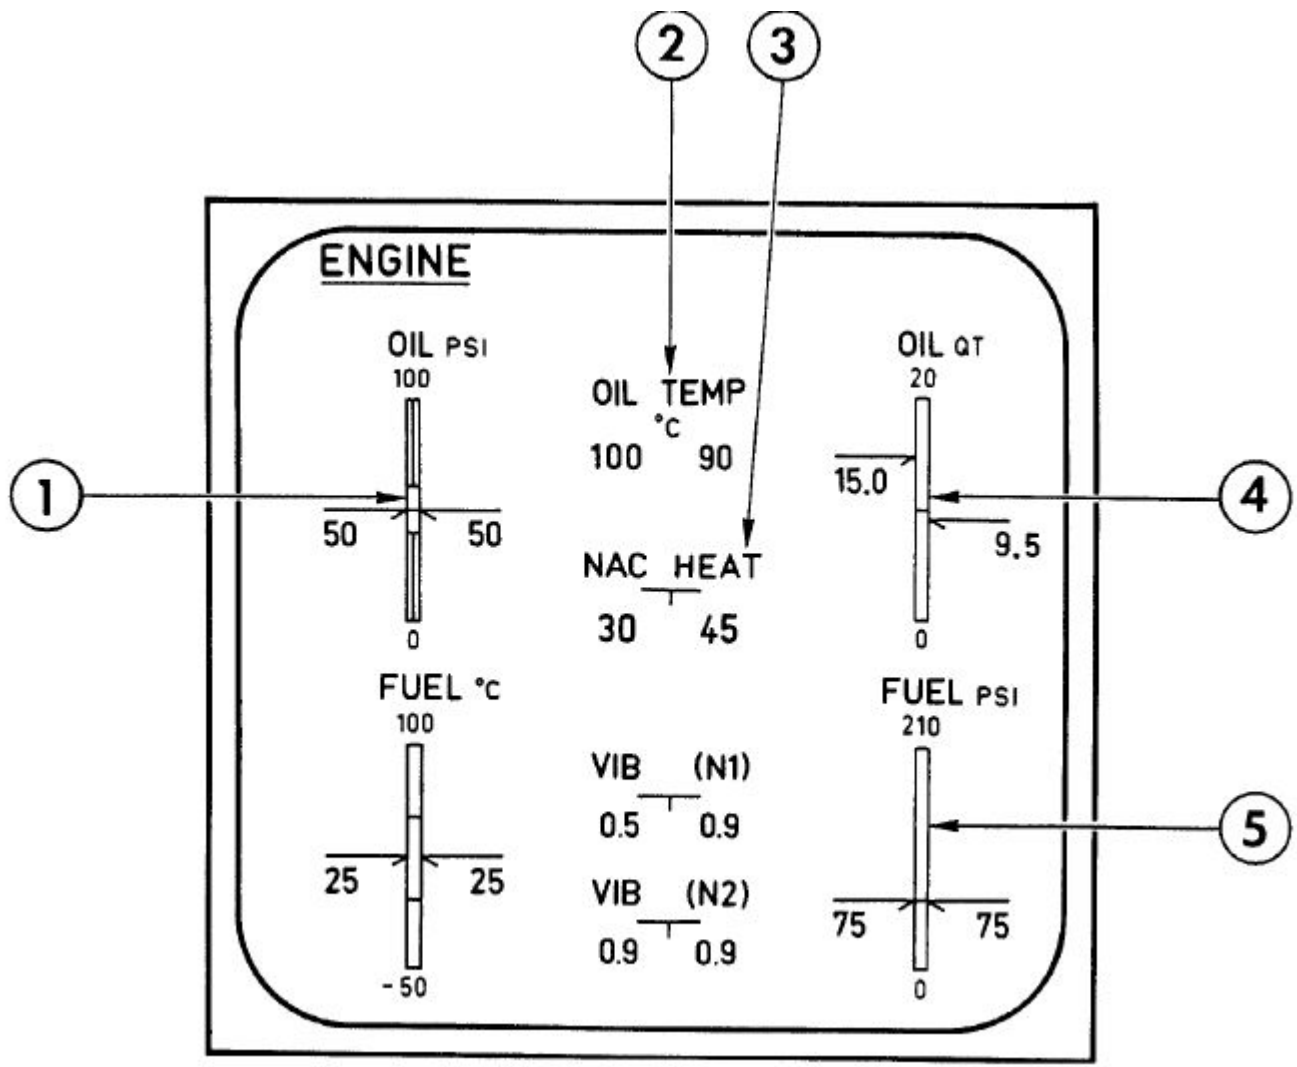 2 3
ENGINE
OIL PSI
100
1
50 50
0
OIL TEMP
°C
100 90
OIL QT
20
15.0
4
9.5
0
NAC HEAT
30 45
FUEL °C
100
25 25
-50
VIB (N1)
0.5 0.9
VIB (N2)
0.9 0.9
FUEL PSI
210
5
75 75
0